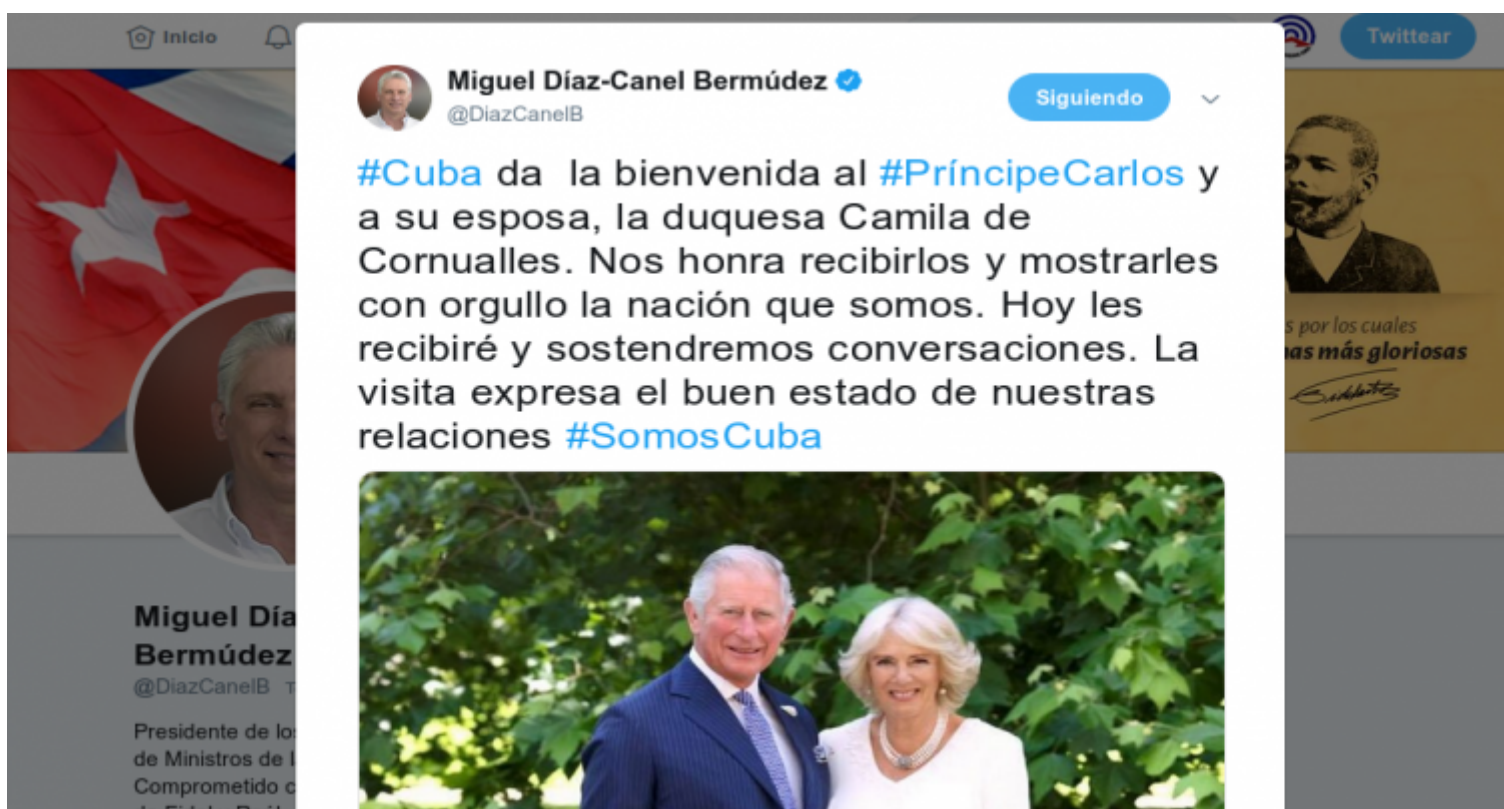 Inicio
Twittear
Miguel Díaz-Canel Bermúdez
@DiazCanelB
Siguiendo
#Cuba da la bienvenida al #PríncipeCarlos y
a su esposa, la duquesa Camila de
Cornualles. Nos honra recibirlos y mostrarles
con orgullo la nación que somos. Hoy les
recibiré y sostendremos conversaciones. La
visita expresa el buen estado de nuestras
relaciones #SomosCuba
por los cuales
más gloriosas
Miguel Día
Bermúdez
@DiazCanelB
Presidente de los
de Ministros de l
Comprometido c